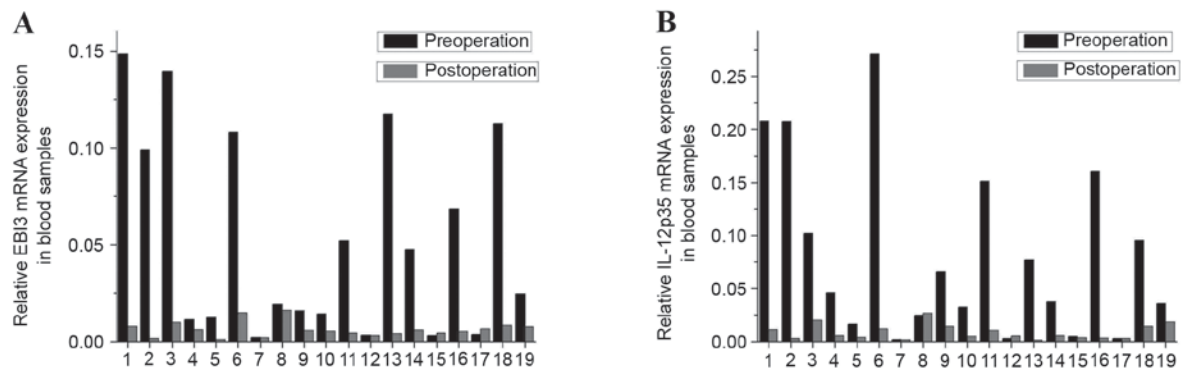 A
Relative EBI3 mRNA expression
in blood samples
0.15
0.10
0.05
0.00
Preoperation
Postoperation
1 2 3 4 5 6 7 8 9 10 11 12 13 14 15 16 17 18 19
B
Relative IL-12p35 mRNA expression
in blood samples
0.25
0.20
0.15
0.10
0.05
0.00
Preoperation
Postoperation
1 2 3 4 5 6 7 8 9 10 11 12 13 14 15 16 17 18 19